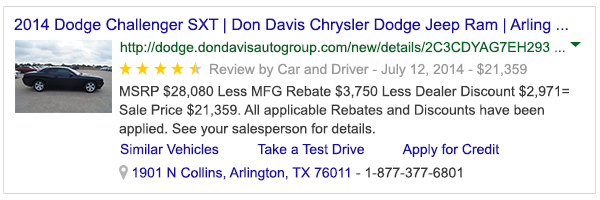 2014 Dodge Challenger SXT | Don Davis Chrysler Dodge Jeep Ram | Arling ...
http://dodge.dondavisautogroup.com/new/details/2C3CDYAG7EH293 ...
Review by Car and Driver - July 12, 2014 - $21,359
MSRP $28,080 Less MFG Rebate $3,750 Less Dealer Discount $2,971=
Sale Price $21,359. All applicable Rebates and Discounts have been
applied. See your salesperson for details.
Similar Vehicles Take a Test Drive Apply for Credit
1901 N Collins, Arlington, TX 76011 - 1-877-377-6801